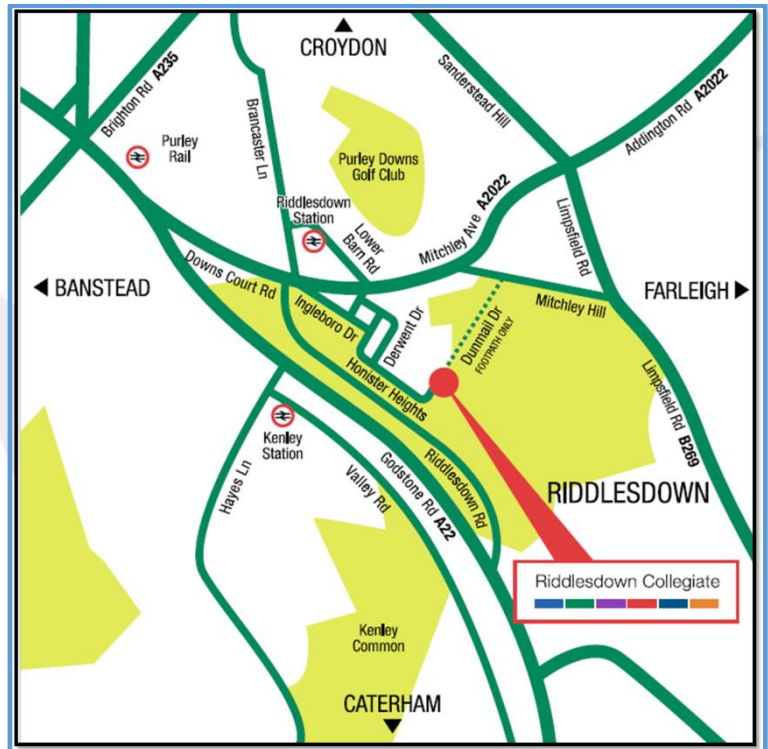 CROYDON
Brighton Rd A235
Sanderstead Hill
Addington Rd A2022
Brancaster Ln
Purley
Rail
Purley Downs
Golf Club
Riddlesdown
Station
Lower
Barn Rd
Mitchley Ave A2022
Limpsfield Rd
BANSTEAD
Downs Court Rd
FARLEIGH
Mitchley Hill
Ingleboro Dr
Derwent Dr
Dunmail Dr
FOOTPATH ONLY
Honister Heights
Limpsfield Rd B269
Kenley
Station
Hayes Ln
Valley Rd
Godstone Rd A22
Riddlesdown Rd
RIDDLESDOWN
Riddlesdown Collegiate
Kenley
Common
CATERHAM